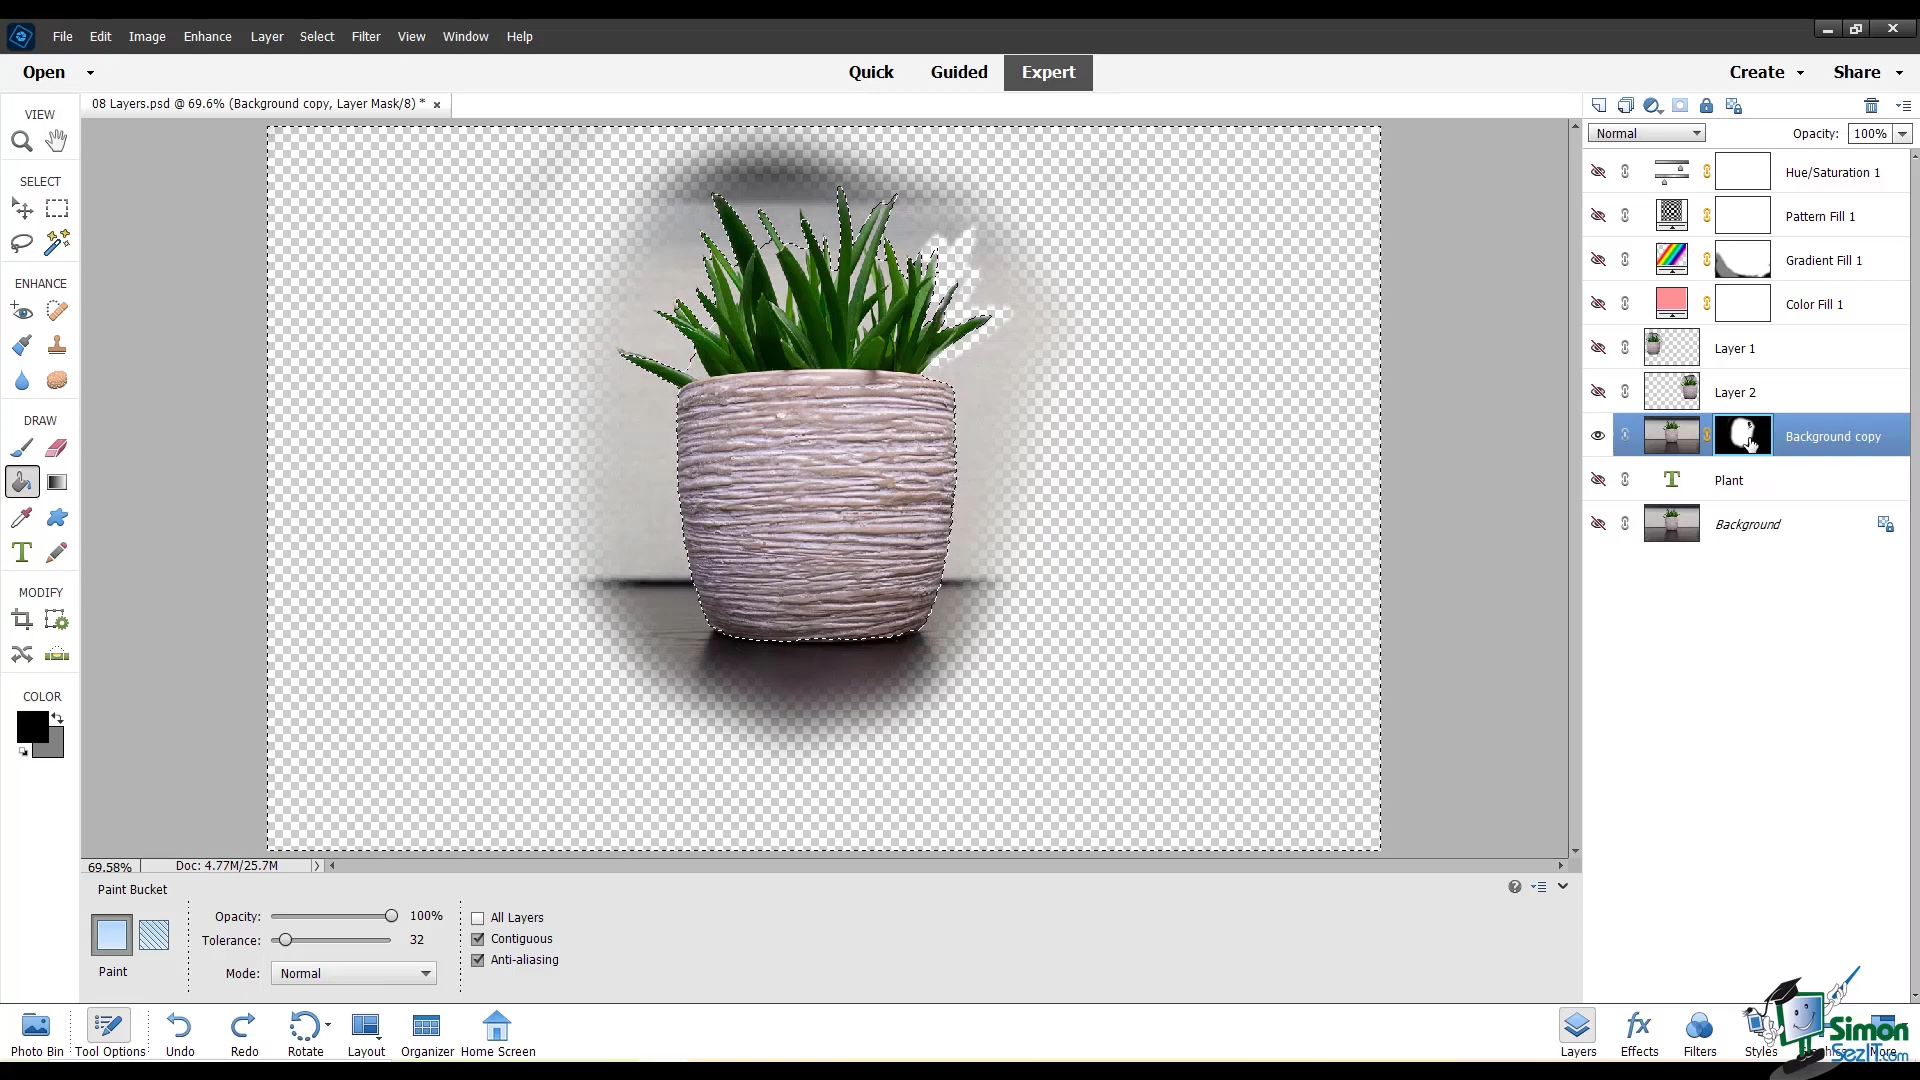 File Edit Image Enhance Layer Select Filter View Window Help
Open Quick Guided Expert Create Share
VIEW
08 Layers.psd @ 69.6% (Background copy, Layer Mask/8) *
Normal Opacity: 100%
SELECT
ENHANCE
DRAW
T
MODIFY
COLOR
Hue/Saturation 1
Pattern Fill 1
Gradient Fill 1
Color Fill 1
Layer 1
Layer 2
Background copy
T Plant
Background
69.58% Doc: 4.77M/25.7M
Paint Bucket
Opacity: 100%
Tolerance: 32
Mode: Normal
Paint
All Layers
Contiguous
Anti-aliasing
Photo Bin Tool Options Undo Redo Rotate Layout Organizer Home Screen
Layers fx Effects Filters Styles More
Simon
SezIT.com